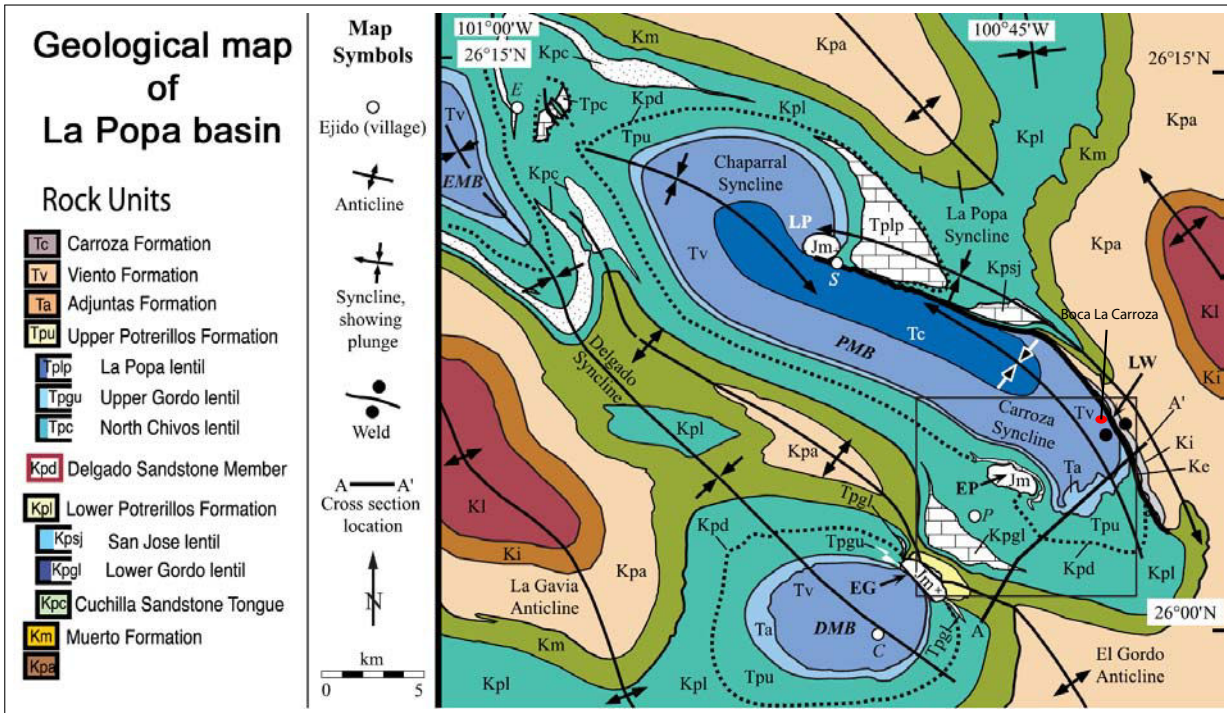 Geological map
of
La Popa basin
Rock Units
Tc Carroza Formation
Tv Viento Formation
Ta Adjuntas Formation
Tpu Upper Potrerillos Formation
Tplp La Popa lentil
Tpgu Upper Gordo lentil
Tpc North Chivos lentil
Kpd Delgado Sandstone Member
Kpl Lower Potrerillos Formation
Kpsj San Jose lentil
Kpgl Lower Gordo lentil
Kpc Cuchilla Sandstone Tongue
Km Muerto Formation
Kpa
Map
Symbols
Ejido (village)
Anticline
Syncline,
showing
plunge
Weld
A A'
Cross section
location
N
km
0 5
101°00'W
26°15'N
100°45'W
26°15'N
Kpc
Km
Kpa
E
Tpc
Kpd
Kpl
Tpu
Tv
EMB
Kpc
Chaparral
Syncline
LP
Jm
S
Tplp
La Popa
Syncline
Kpl
Km
Kpa
Kpa
Kpsj
Tv
Tc
PMB
Kl
Boca La Carroza
LW
Ki
Delgado
Syncline
Carroza
Syncline
Tv
A'
Ki
Ke
Kpl
Kpa
Ta
EP
Jm
Tpgl
P
Tpu
Kpd
Kpgl
Kpl
Kl
Ki
Kpa
La Gavia
Anticline
Km
Kpd
Tpgu
Jm+
EG
Tv
Ta
DMB
C
Tpgl
A
Tpu
Kpl
Kpl
26°00'N
El Gordo
Anticline
Kpa